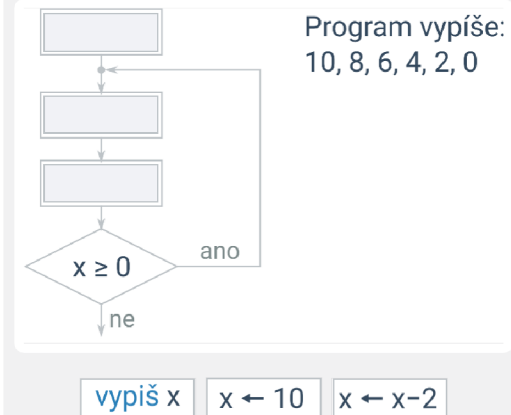 Program vypíše:
10, 8, 6, 4, 2, 0
ano
x ≥ 0
ne
vypiš x
x ← 10
x ← x−2